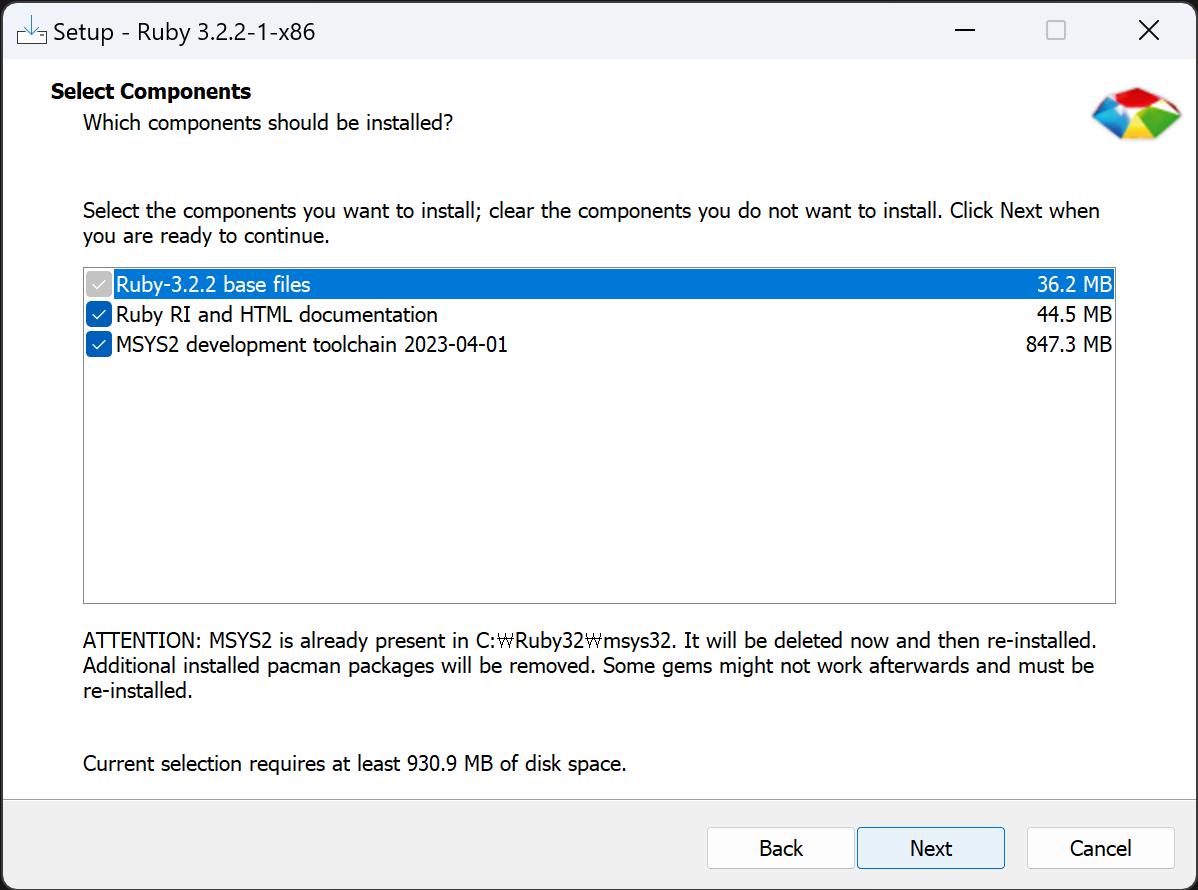 Setup - Ruby 3.2.2-1-x86
Select Components
Which components should be installed?
Select the components you want to install; clear the components you do not want to install. Click Next when
you are ready to continue.
Ruby-3.2.2 base files 36.2 MB
Ruby RI and HTML documentation 44.5 MB
MSYS2 development toolchain 2023-04-01 847.3 MB
ATTENTION: MSYS2 is already present in C:₩Ruby32₩msys32. It will be deleted now and then re-installed.
Additional installed pacman packages will be removed. Some gems might not work afterwards and must be
re-installed.
Current selection requires at least 930.9 MB of disk space.
Back Next Cancel